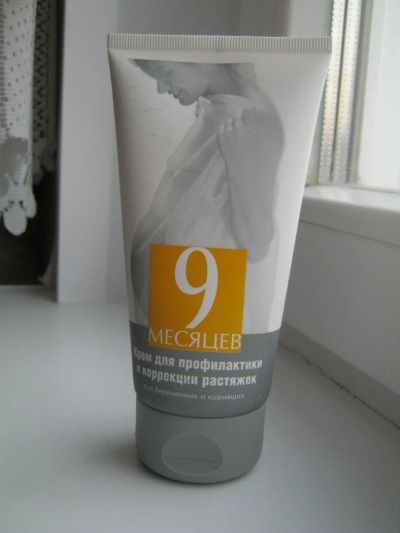 9
МЕСЯЦЕВ
Крем для профилактики
и коррекции растяжек
для беременных и кормящих